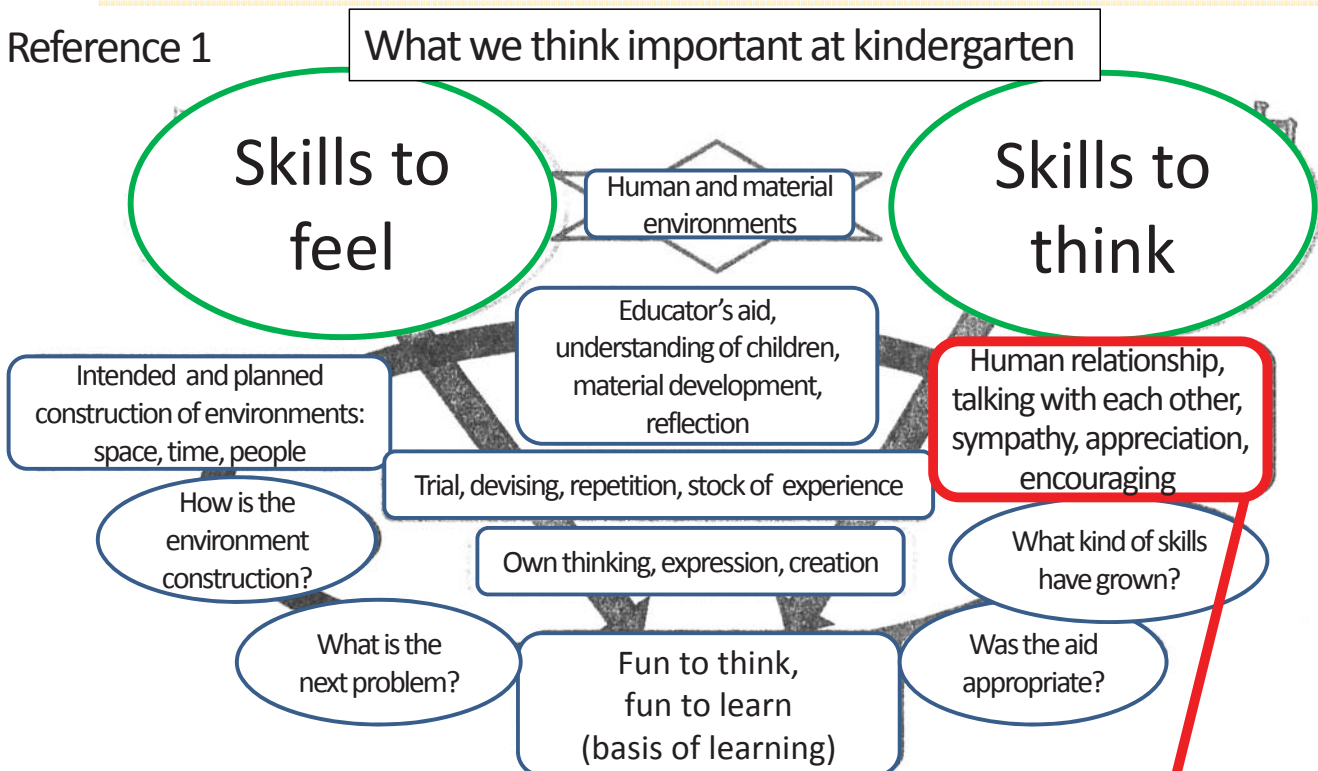 Reference 1
What we think important at kindergarten
Skills to
feel
Human and material
environments
Skills to
think
Educator's aid,
understanding of children,
material development,
reflection
Intended and planned
construction of environments:
space, time, people
Human relationship,
talking with each other,
sympathy, appreciation,
encouraging
Trial, devising, repetition, stock of experience
How is the
environment
construction?
Own thinking, expression, creation
What kind of skills
have grown?
What is the
next problem?
Fun to think,
fun to learn
(basis of learning)
Was the aid
appropriate?